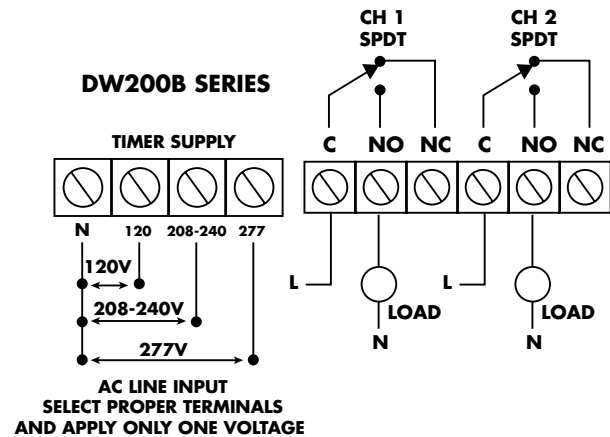 CH 1
SPDT
CH 2
SPDT
DW200B SERIES
TIMER SUPPLY
C NO NC C NO NC
N 120 208-240 277
120V
208-240V
277V
L LOAD L LOAD
N N
AC LINE INPUT
SELECT PROPER TERMINALS
AND APPLY ONLY ONE VOLTAGE